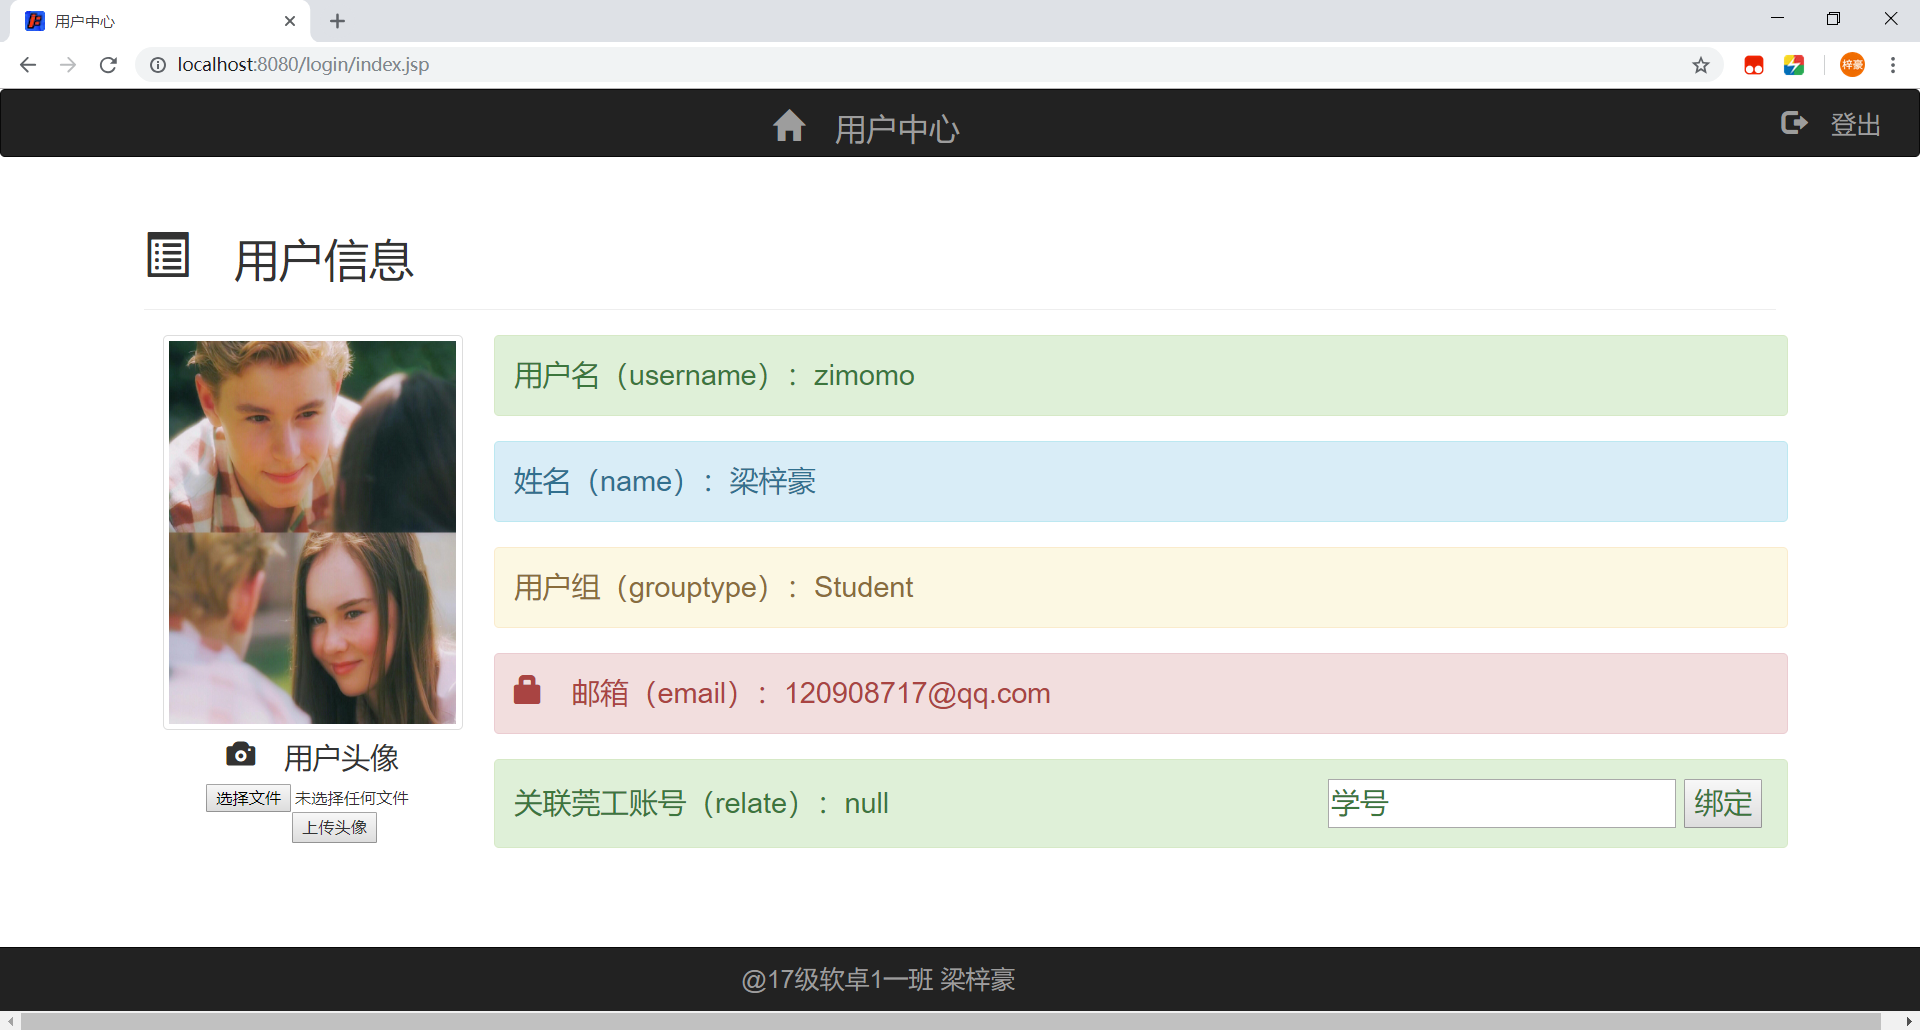 用户中心
localhost:8080/login/index.jsp
梓豪
用户中心
登出
用户信息
用户名（username）：zimomo
姓名（name）：梁梓豪
用户组（grouptype）：Student
邮箱（email）：120908717@qq.com
用户头像
选择文件 未选择任何文件
上传头像
关联莞工账号（relate）：null
学号
绑定
@17级软卓1一班 梁梓豪